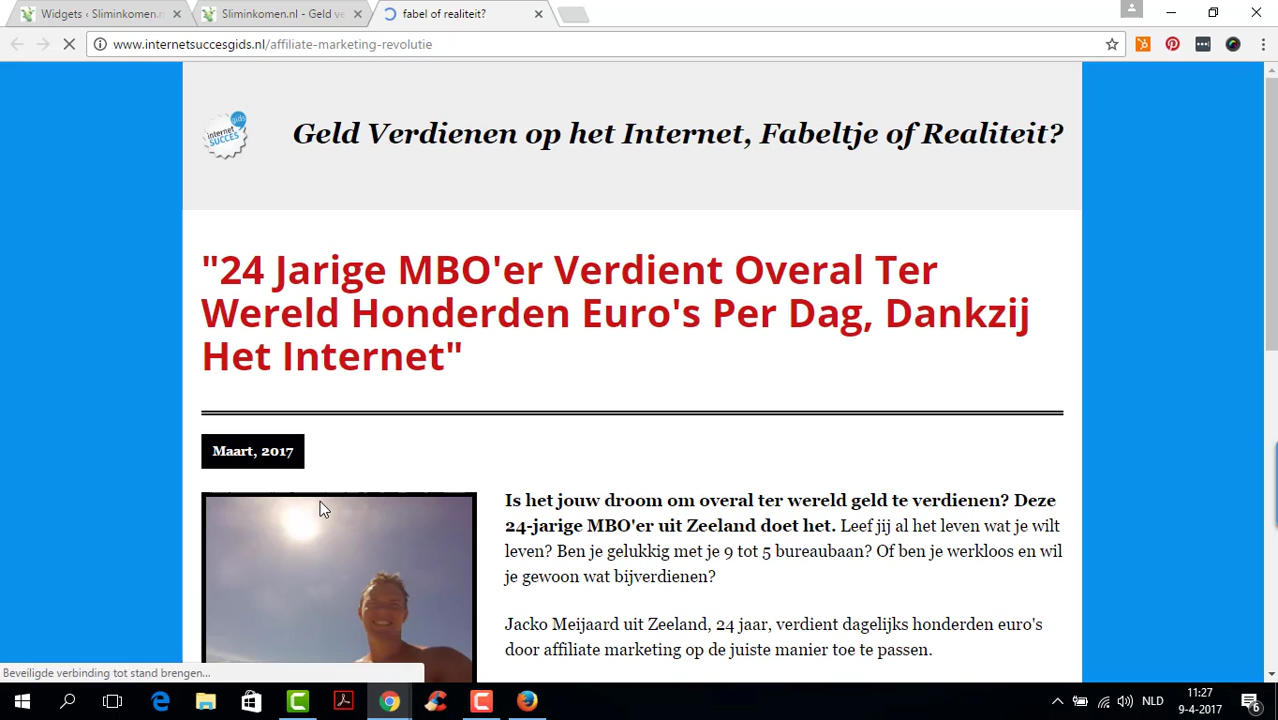 Widgets ‹ Sliminkomen.n
Sliminkomen.nl - Geld ve
fabel of realiteit?
www.internetsuccesgids.nl/affiliate-marketing-revolutie
internet SUCCES gids
Geld Verdienen op het Internet, Fabeltje of Realiteit?
"24 Jarige MBO'er Verdient Overal Ter
Wereld Honderden Euro's Per Dag, Dankzij
Het Internet"
Maart, 2017
Is het jouw droom om overal ter wereld geld te verdienen? Deze
24-jarige MBO'er uit Zeeland doet het. Leef jij al het leven wat je wilt
leven? Ben je gelukkig met je 9 tot 5 bureaubaan? Of ben je werkloos en wil
je gewoon wat bijverdienen?
Jacko Meijaard uit Zeeland, 24 jaar, verdient dagelijks honderden euro's
door affiliate marketing op de juiste manier toe te passen.
Beveiligde verbinding tot stand brengen...
NLD
11:27
9-4-2017
6